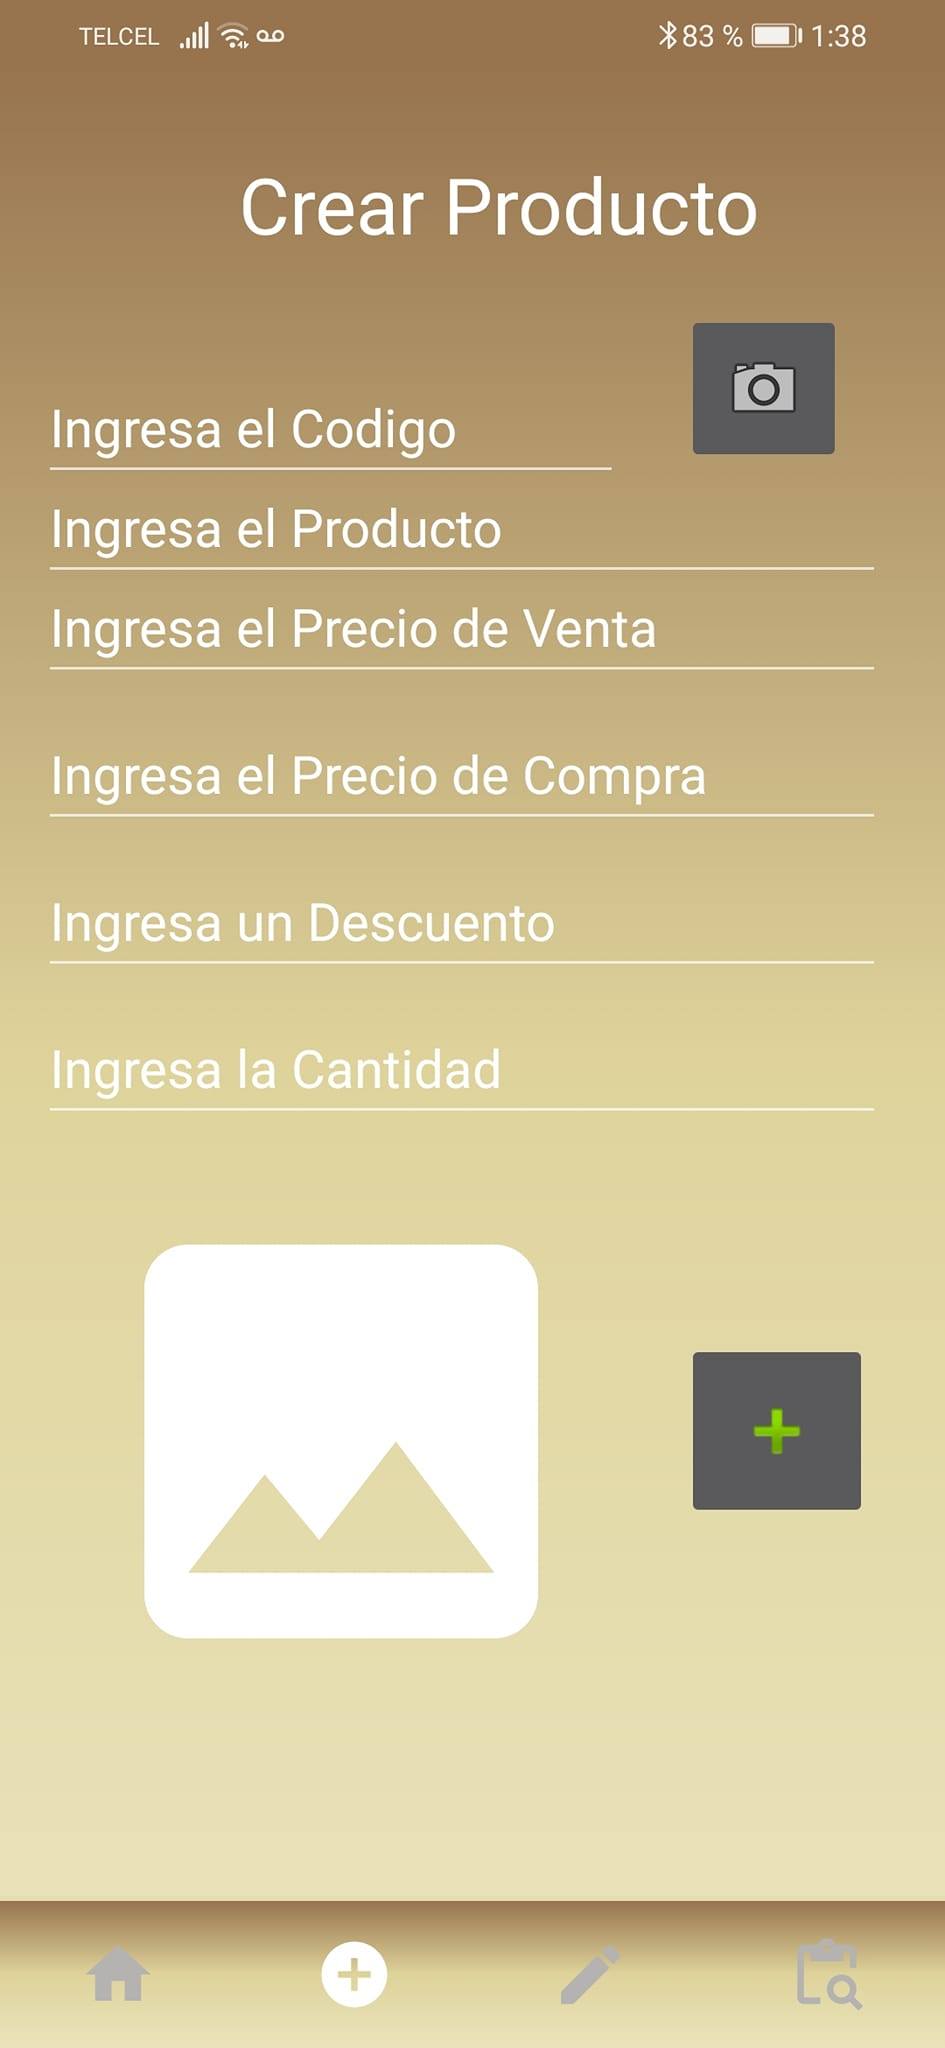 TELCEL 83 % 1:38
Crear Producto
Ingresa el Codigo
Ingresa el Producto
Ingresa el Precio de Venta
Ingresa el Precio de Compra
Ingresa un Descuento
Ingresa la Cantidad